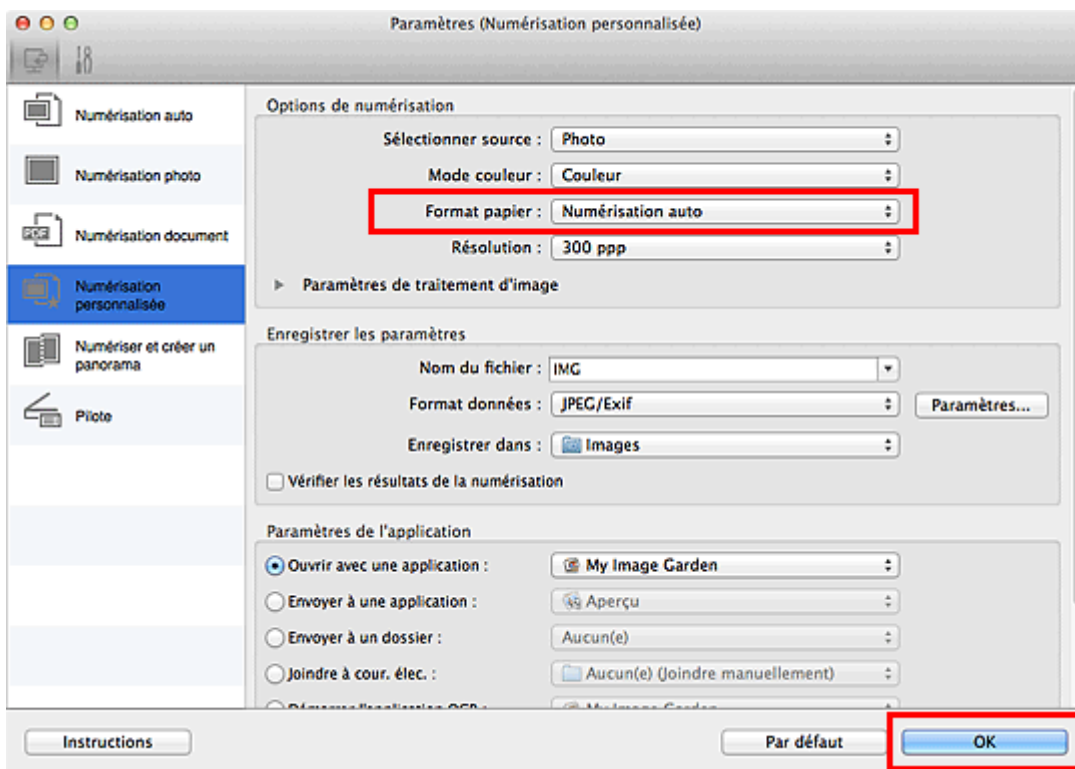 Paramètres (Numérisation personnalisée)
Numérisation auto
Numérisation photo
PDF
Numérisation document
Numérisation
personnalisée
Numériser et créer un
panorama
Pilote
Options de numérisation
Sélectionner source : Photo
Mode couleur : Couleur
Format papier : Numérisation auto
Résolution : 300 ppp
Paramètres de traitement d'image
Enregistrer les paramètres
Nom du fichier : IMG
Format données : JPEG/Exif Paramètres...
Enregistrer dans : Images
Vérifier les résultats de la numérisation
Paramètres de l'application
Ouvrir avec une application : My Image Garden
Envoyer à une application : Aperçu
Envoyer à un dossier : Aucun(e)
Joindre à cour. élec. : Aucun(e) (Joindre manuellement)
Instructions Par défaut OK